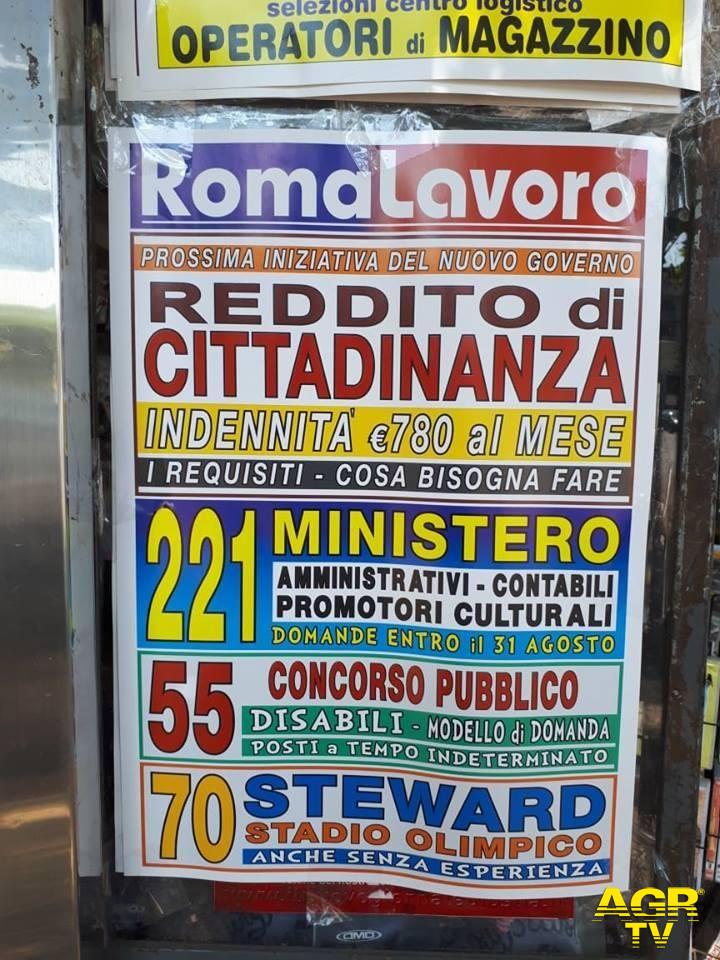 selezioni centro logistico
OPERATORI di MAGAZZINO
RomaLavoro
PROSSIMA INIZIATIVA DEL NUOVO GOVERNO
REDDITO di
CITTADINANZA
INDENNITÀ €780 al MESE
I REQUISITI - COSA BISOGNA FARE
221 MINISTERO
AMMINISTRATIVI - CONTABILI
PROMOTORI CULTURALI
DOMANDE ENTRO il 31 AGOSTO
55 CONCORSO PUBBLICO
DISABILI - MODELLO di DOMANDA
POSTI a TEMPO INDETERMINATO
70 STEWARD
STADIO OLIMPICO
ANCHE SENZA ESPERIENZA
AGR
TV